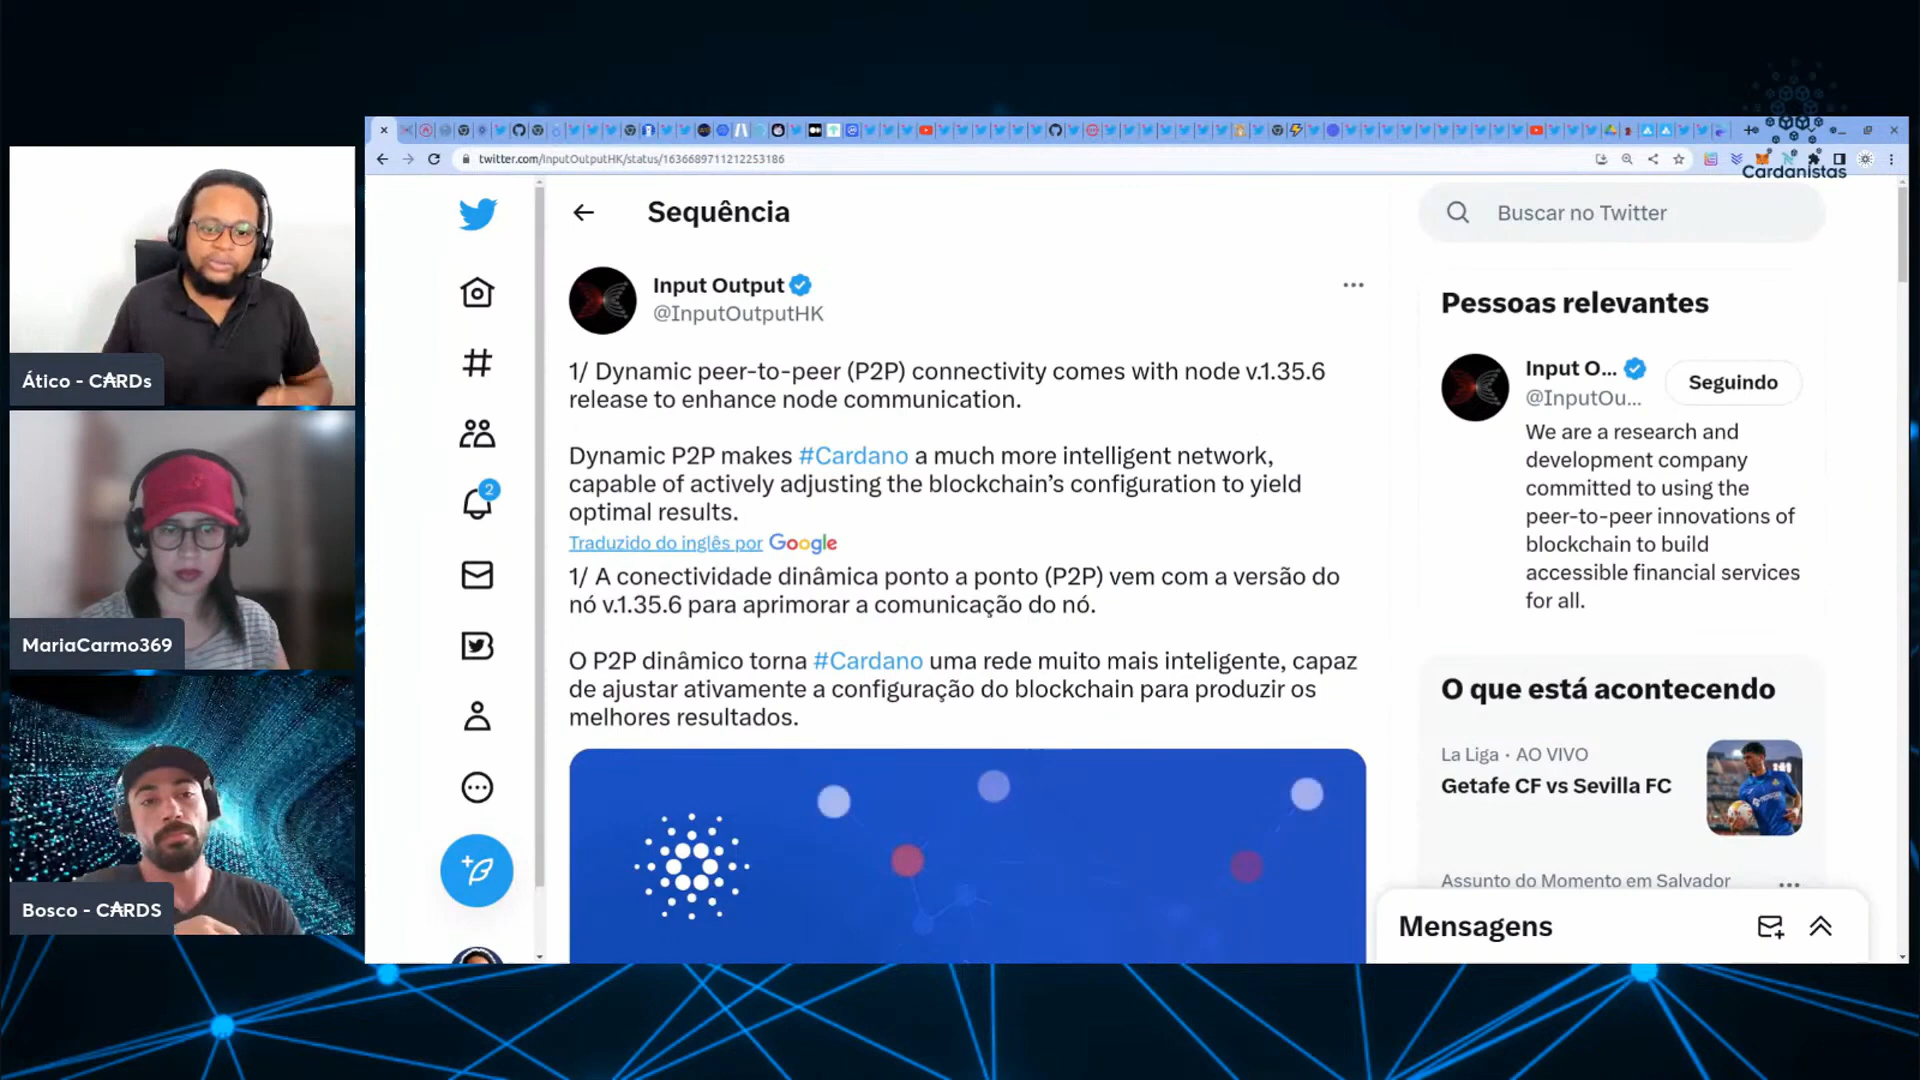 Cardanistas
twitter.com/InputOutputHK/status/1636689711212253186
Sequência
Buscar no Twitter
Input Output
@InputOutputHK
1/ Dynamic peer-to-peer (P2P) connectivity comes with node v.1.35.6
release to enhance node communication.
Dynamic P2P makes #Cardano a much more intelligent network,
capable of actively adjusting the blockchain’s configuration to yield
optimal results.
Traduzido do inglês por Google
1/ A conectividade dinâmica ponto a ponto (P2P) vem com a versão do
nó v.1.35.6 para aprimorar a comunicação do nó.
O P2P dinâmico torna #Cardano uma rede muito mais inteligente, capaz
de ajustar ativamente a configuração do blockchain para produzir os
melhores resultados.
2
Pessoas relevantes
Input O...
@InputOu...
Seguindo
We are a research and
development company
committed to using the
peer-to-peer innovations of
blockchain to build
accessible financial services
for all.
O que está acontecendo
La Liga · AO VIVO
Getafe CF vs Sevilla FC
Assunto do Momento em Salvador
Mensagens
Ático - C₳RDs
MariaCarmo369
Bosco - C₳RDS